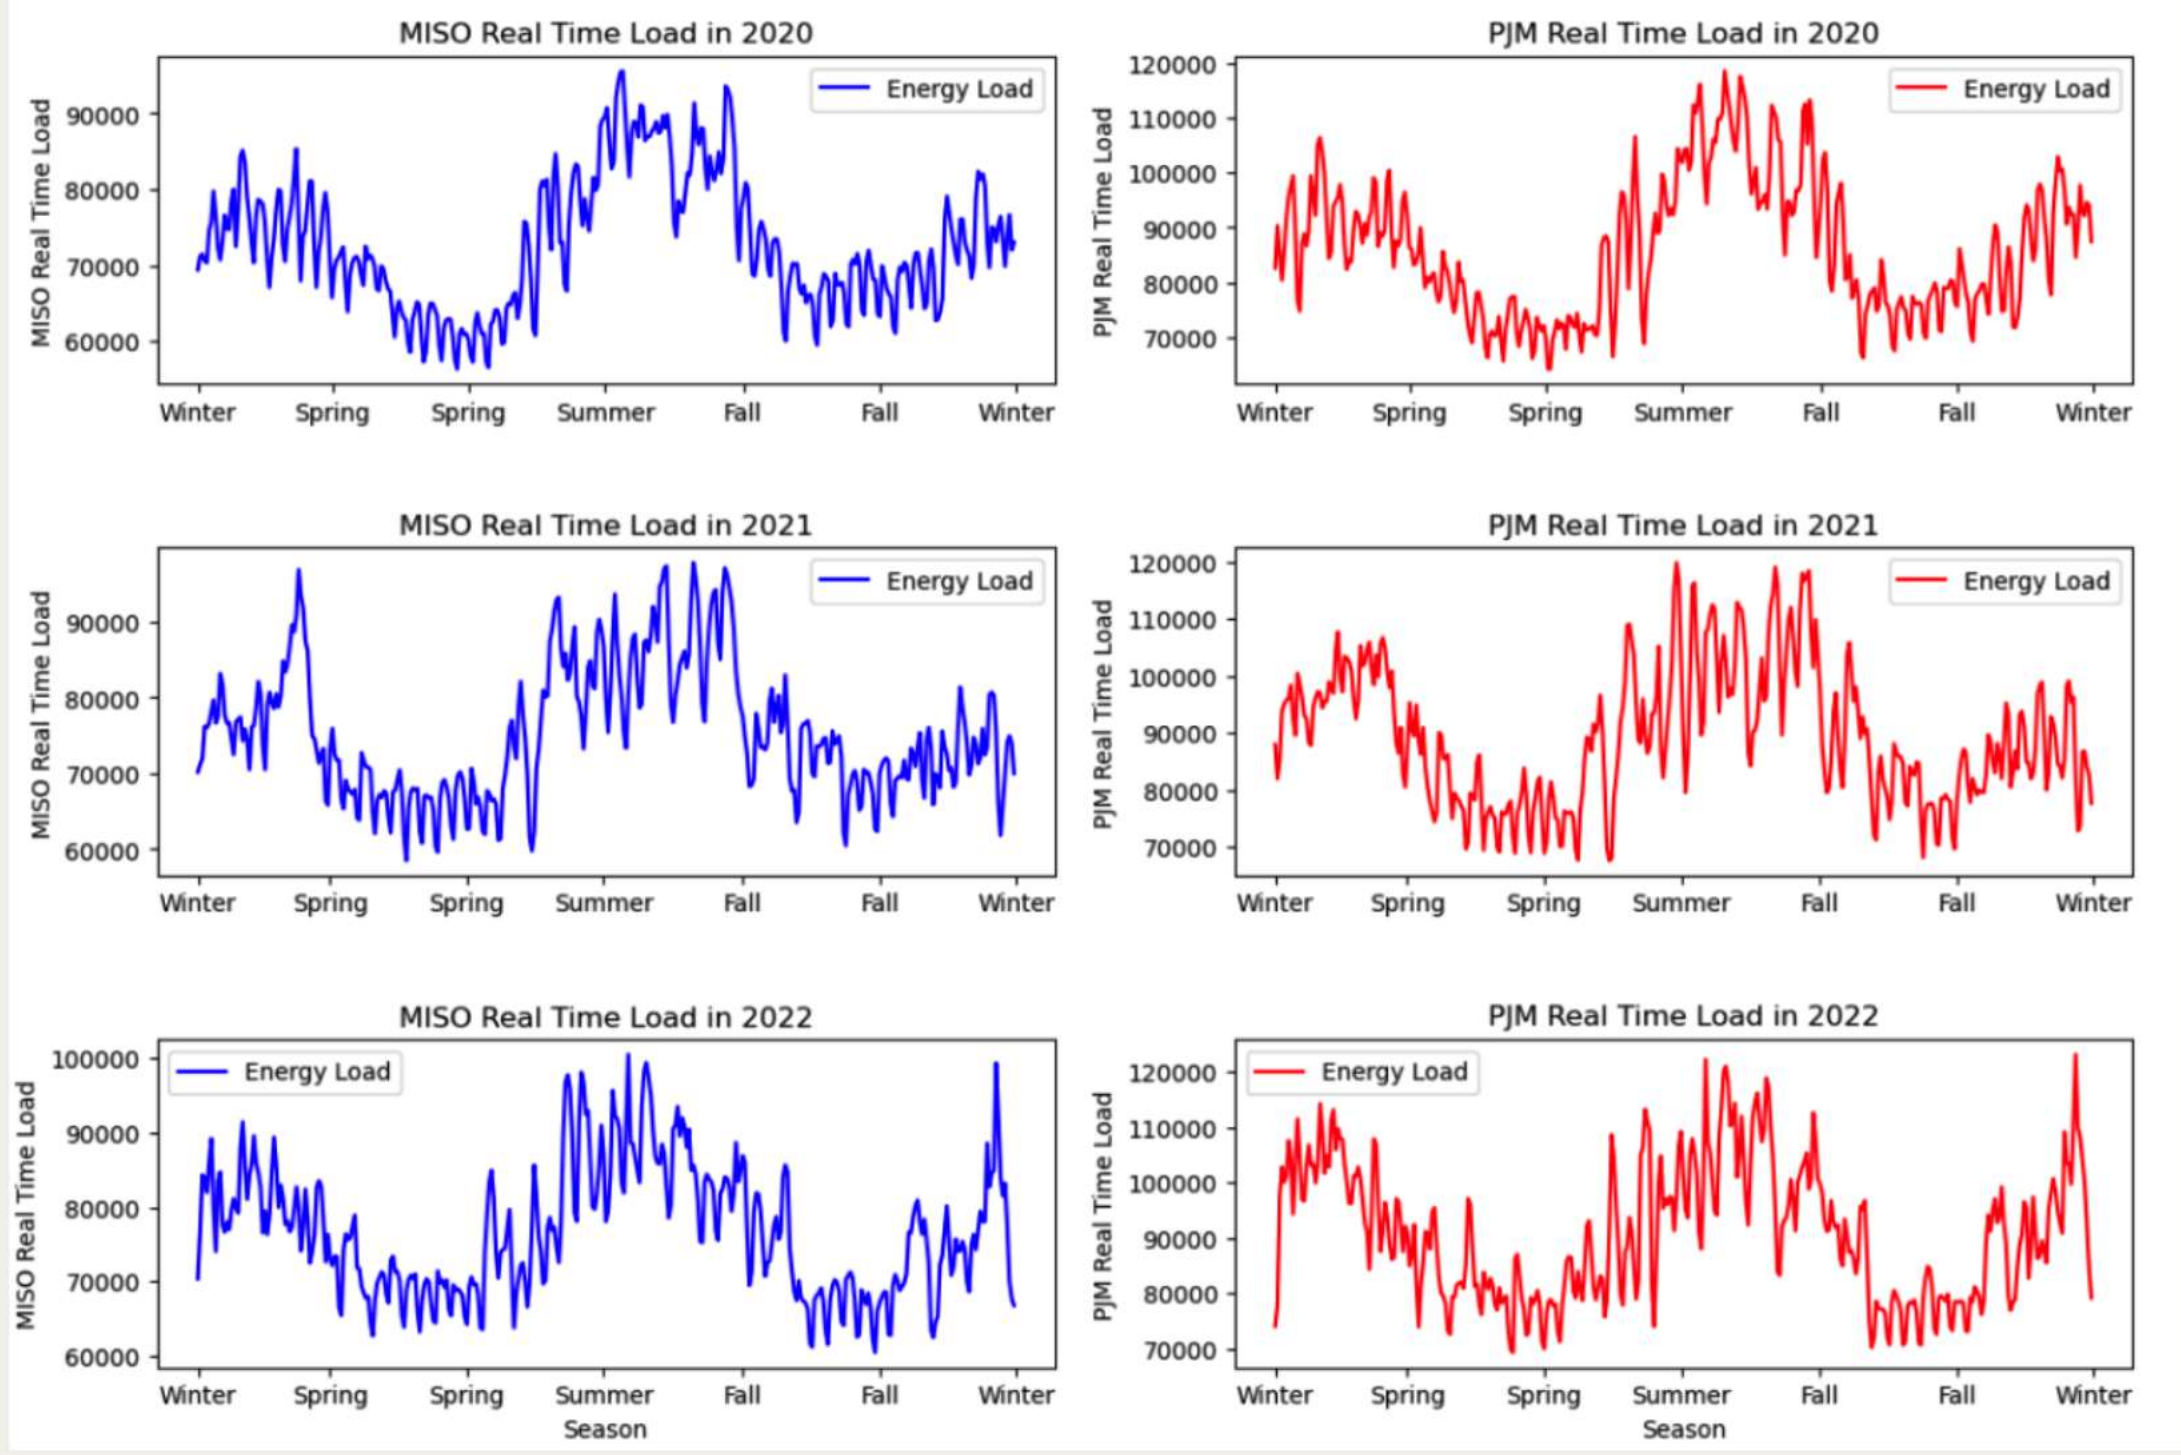 MISO Real Time Load in 2020
MISO Real Time Load
90000
80000
70000
60000
Energy Load
Winter Spring Spring Summer Fall Fall Winter
PJM Real Time Load in 2020
PJM Real Time Load
120000
110000
100000
90000
80000
70000
Energy Load
Winter Spring Spring Summer Fall Fall Winter
MISO Real Time Load in 2021
MISO Real Time Load
90000
80000
70000
60000
Energy Load
Winter Spring Spring Summer Fall Fall Winter
PJM Real Time Load in 2021
PJM Real Time Load
120000
110000
100000
90000
80000
70000
Energy Load
Winter Spring Spring Summer Fall Fall Winter
MISO Real Time Load in 2022
MISO Real Time Load
100000
90000
80000
70000
60000
Energy Load
Winter Spring Spring Summer Fall Fall Winter
Season
PJM Real Time Load in 2022
PJM Real Time Load
120000
110000
100000
90000
80000
70000
Energy Load
Winter Spring Spring Summer Fall Fall Winter
Season